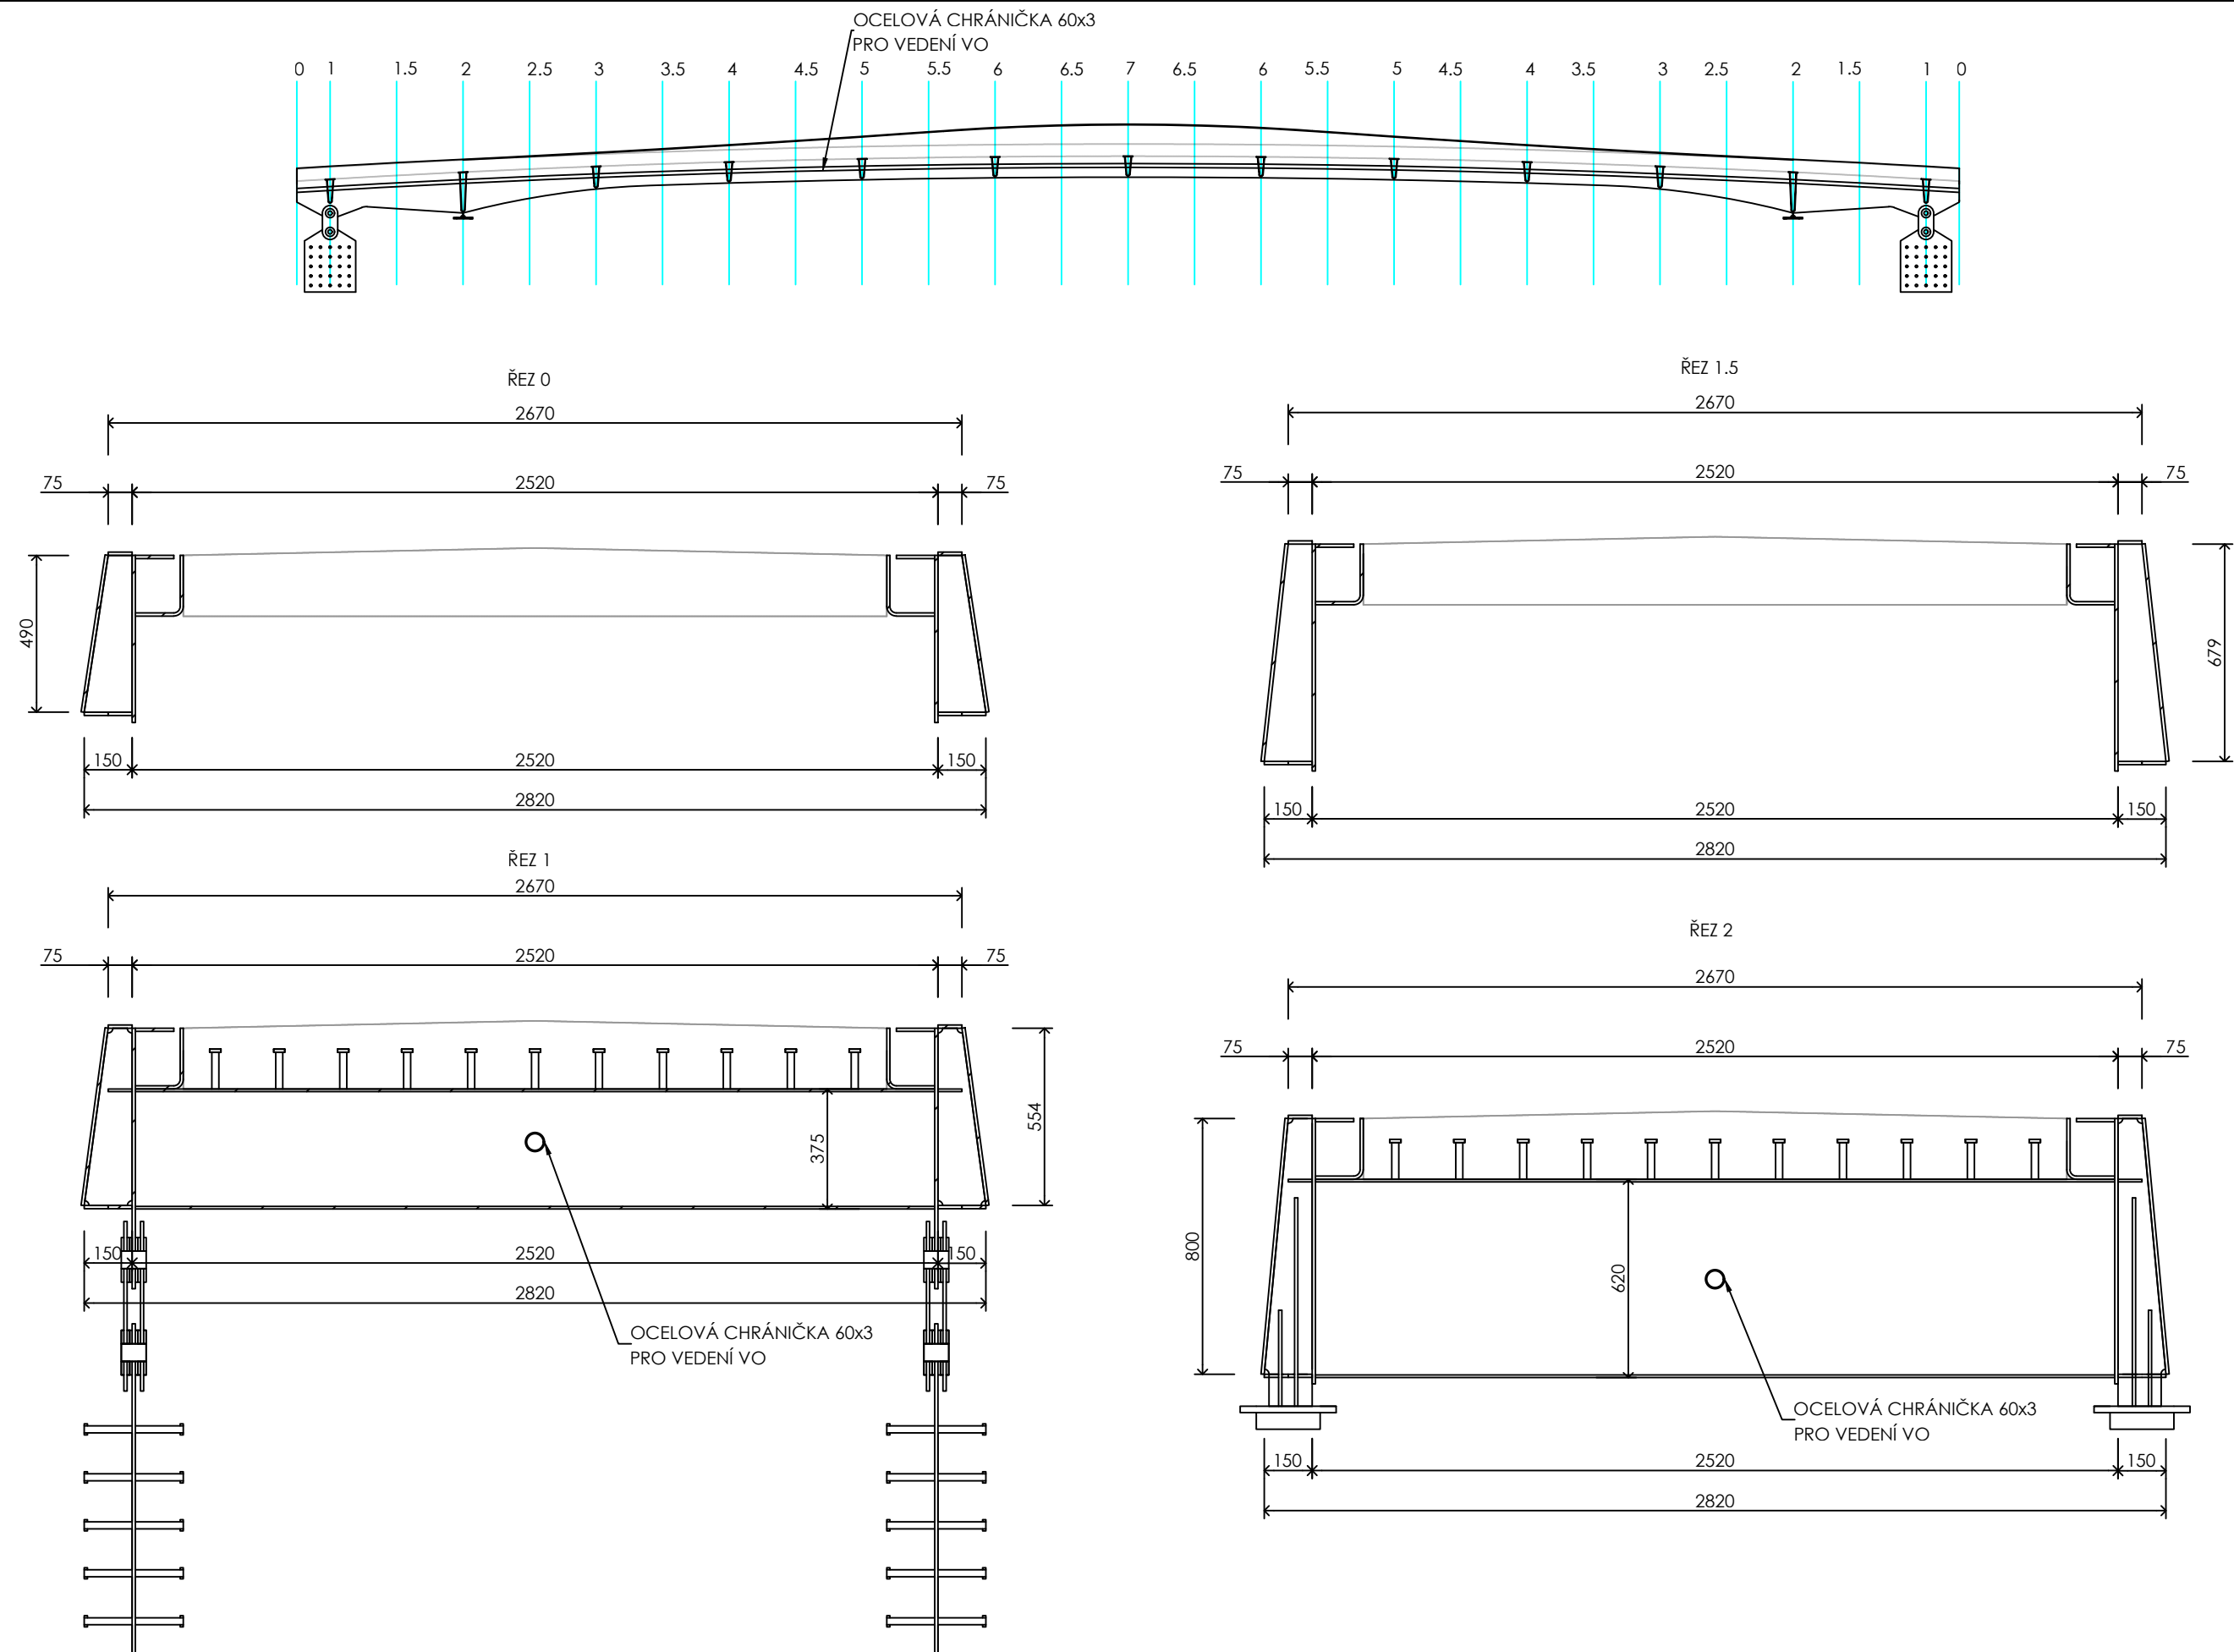 OCELOVÁ CHRÁNIČKA 60x3
PRO VEDENÍ VO
0 1 1.5 2 2.5 3 3.5 4 4.5 5 5.5 6 6.5 7 6.5 6 5.5 5 4.5 4 3.5 3 2.5 2 1.5 1 0
ŘEZ 0
2670
75 2520 75
490
150 2520 150
2820
ŘEZ 1.5
2670
75 2520 75
679
150 2520 150
2820
ŘEZ 1
2670
75 2520 75
554
375
150 2520 150
2820
OCELOVÁ CHRÁNIČKA 60x3
PRO VEDENÍ VO
ŘEZ 2
2670
75 2520 75
800
620
OCELOVÁ CHRÁNIČKA 60x3
PRO VEDENÍ VO
150 2520 150
2820